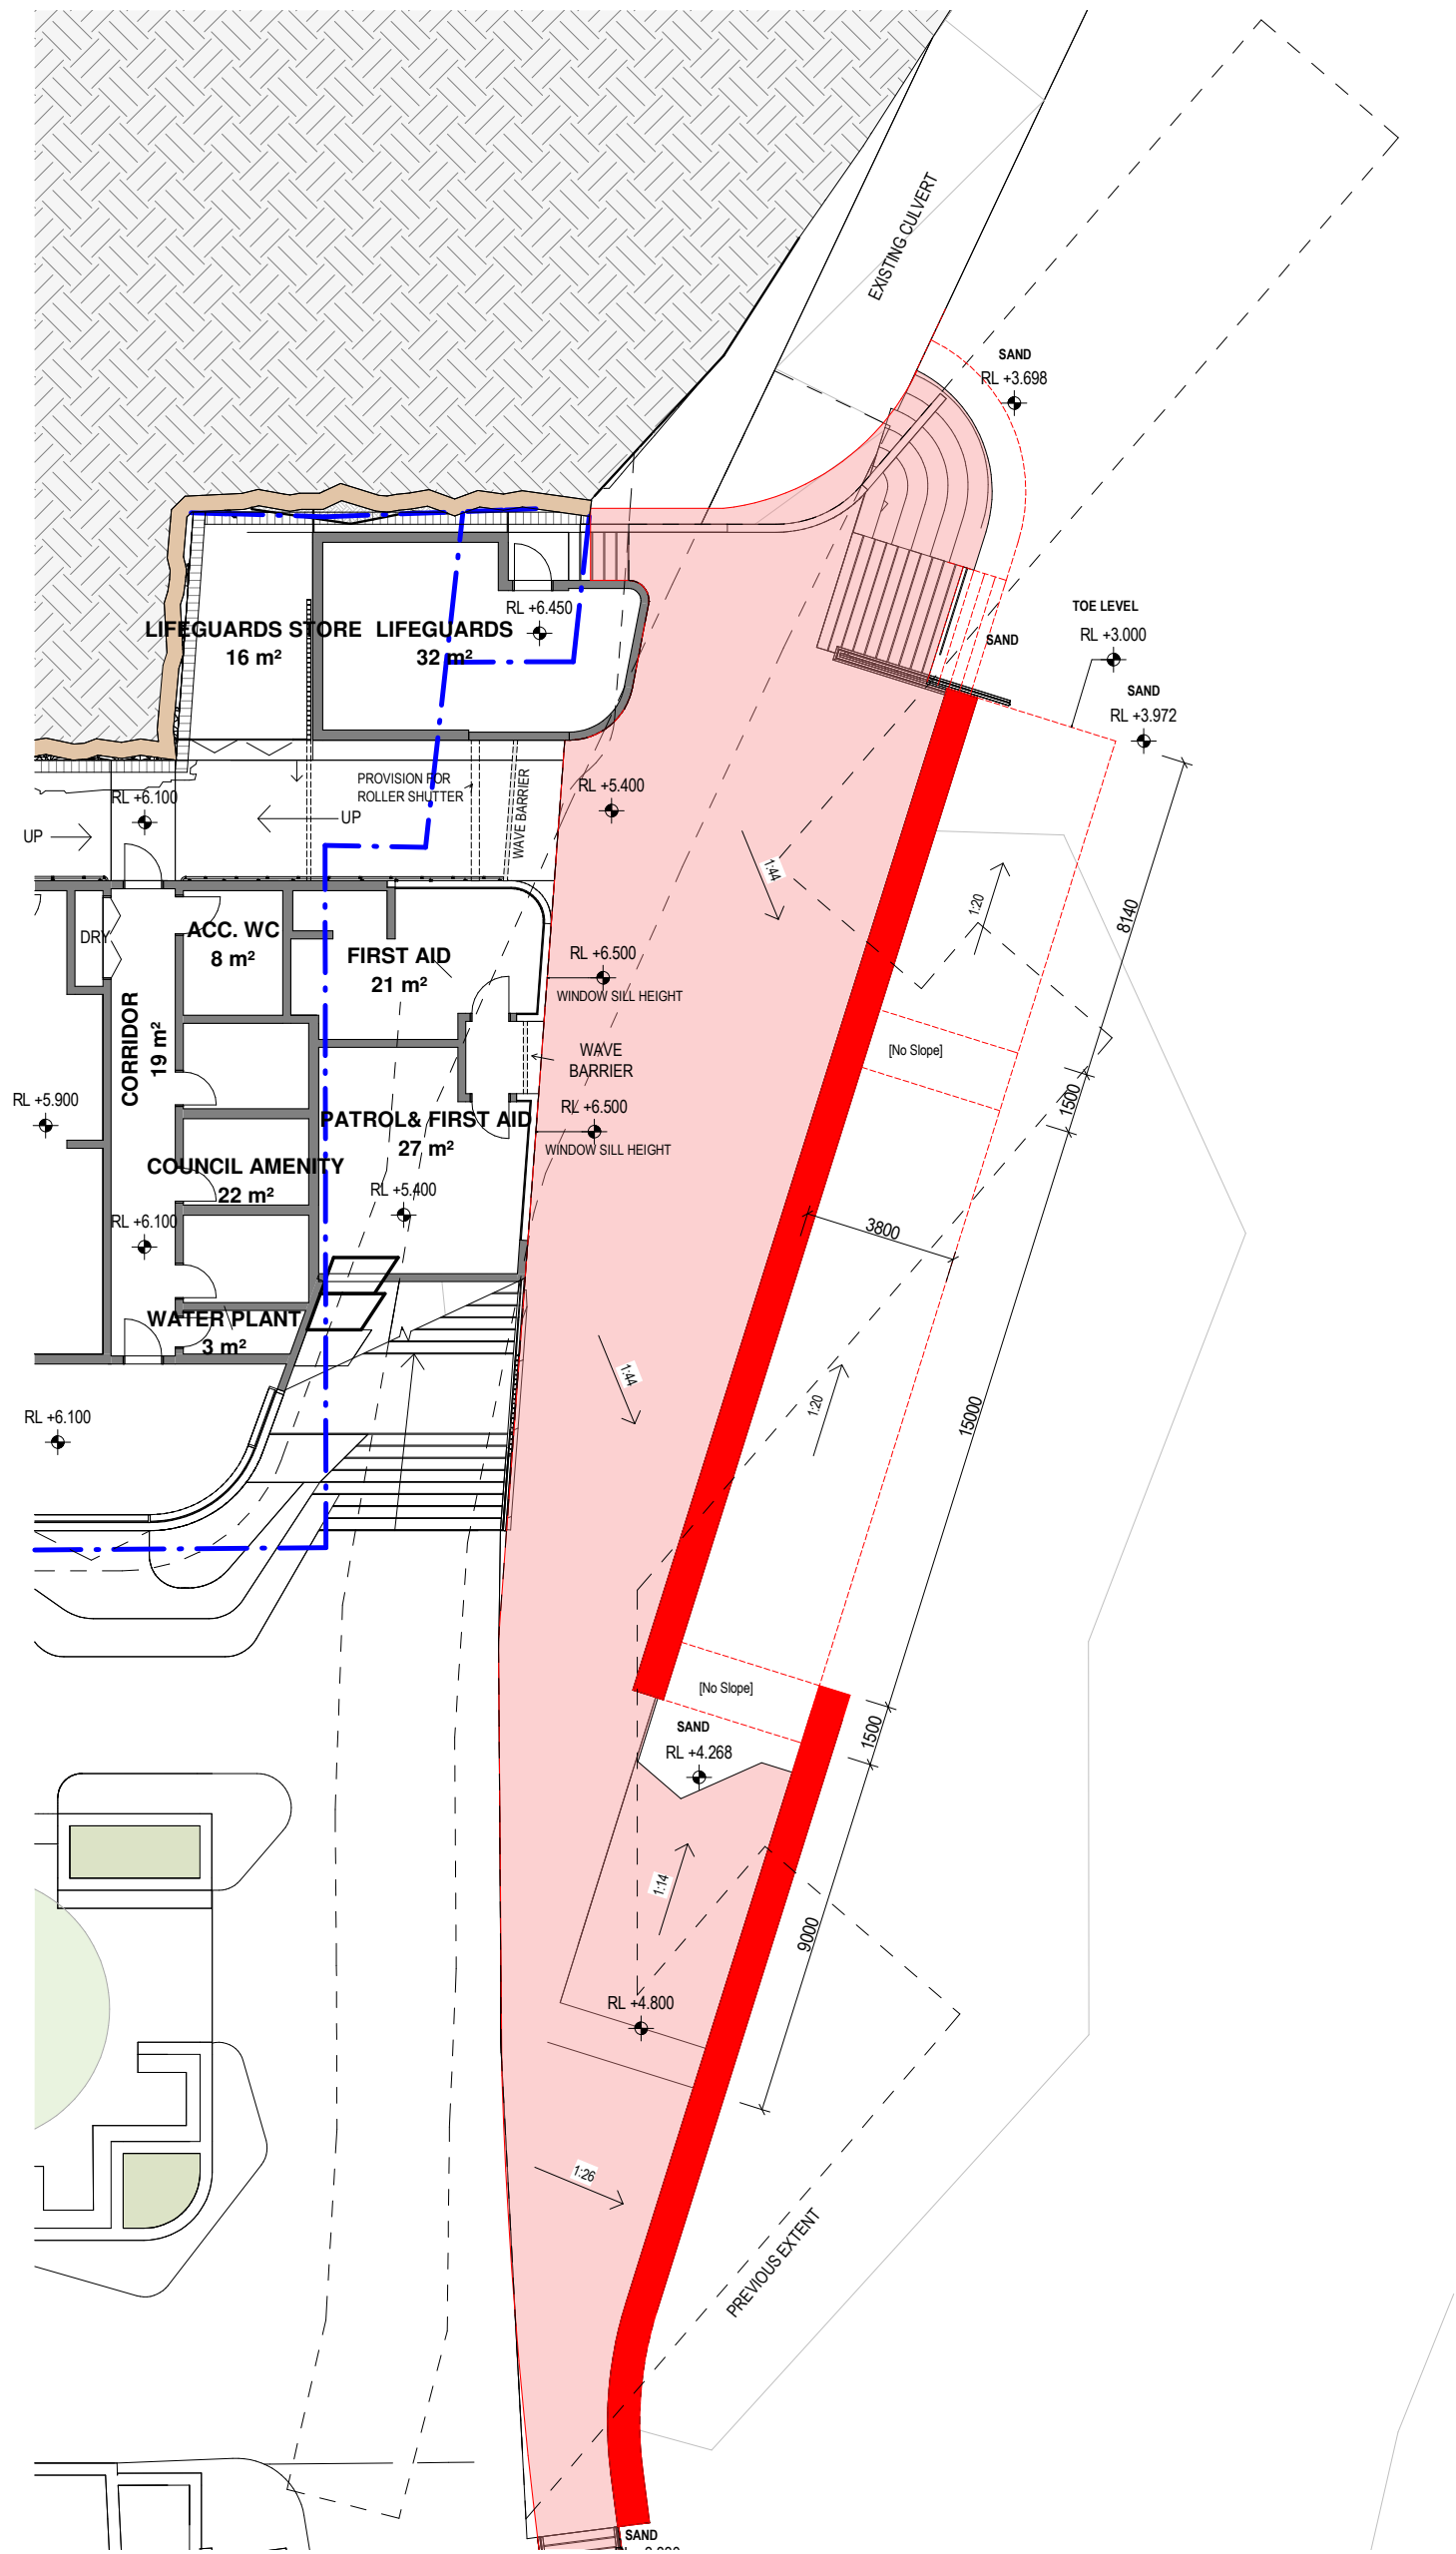 EXISTING CULVERT
SAND
RL +3.698
RL +6.450
LIFEGUARDS STORE
16 m²
LIFEGUARDS
32 m²
TOE LEVEL
RL +3.000
SAND
SAND
RL +3.972
PROVISION FOR
ROLLER SHUTTER
WAVE BARRIER
RL +5.400
RL +6.100
UP
UP
1:44
1:20
8140
DRY
ACC. WC
8 m²
FIRST AID
21 m²
RL +6.500
WINDOW SILL HEIGHT
CORRIDOR
19 m²
WAVE
BARRIER
[No Slope]
1500
RL +5.900
PATROL& FIRST AID
27 m²
RL +6.500
WINDOW SILL HEIGHT
COUNCIL AMENITY
22 m²
RL +5.400
RL +6.100
3800
WATER PLANT
3 m²
1:44
1:20
15000
RL +6.100
[No Slope]
SAND
RL +4.268
1500
1:14
9000
RL +4.800
1:26
PREVIOUS EXTENT
SAND